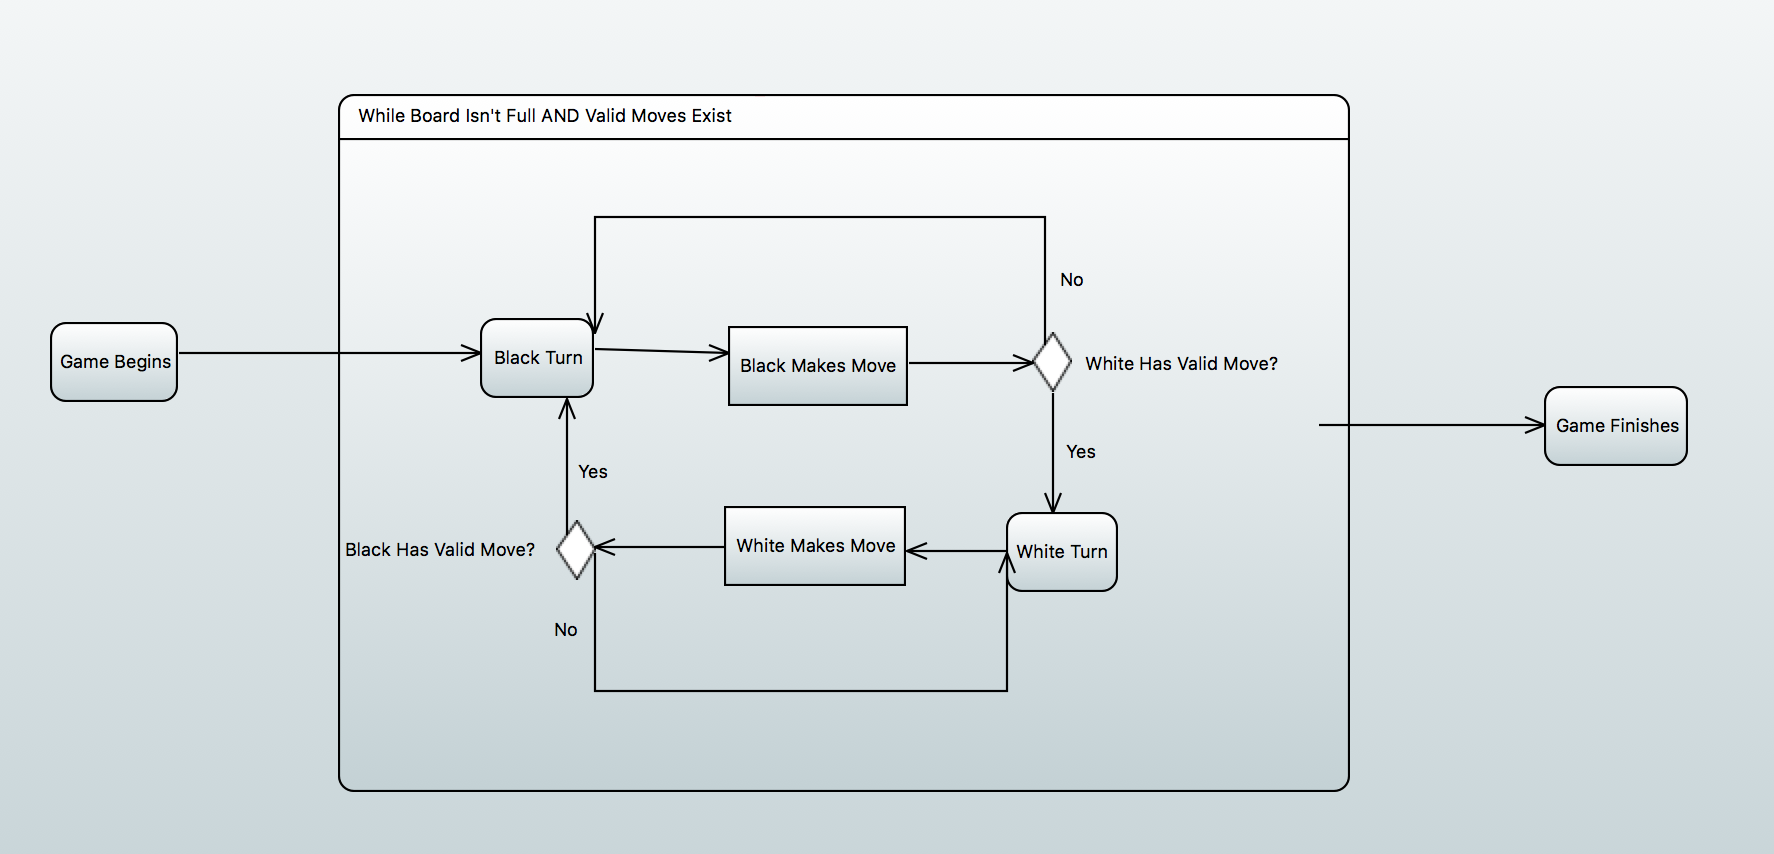 While Board Isn't Full AND Valid Moves Exist
No
Game Begins
Black Turn
Black Makes Move
White Has Valid Move?
Game Finishes
Yes
Yes
Black Has Valid Move?
White Makes Move
White Turn
No